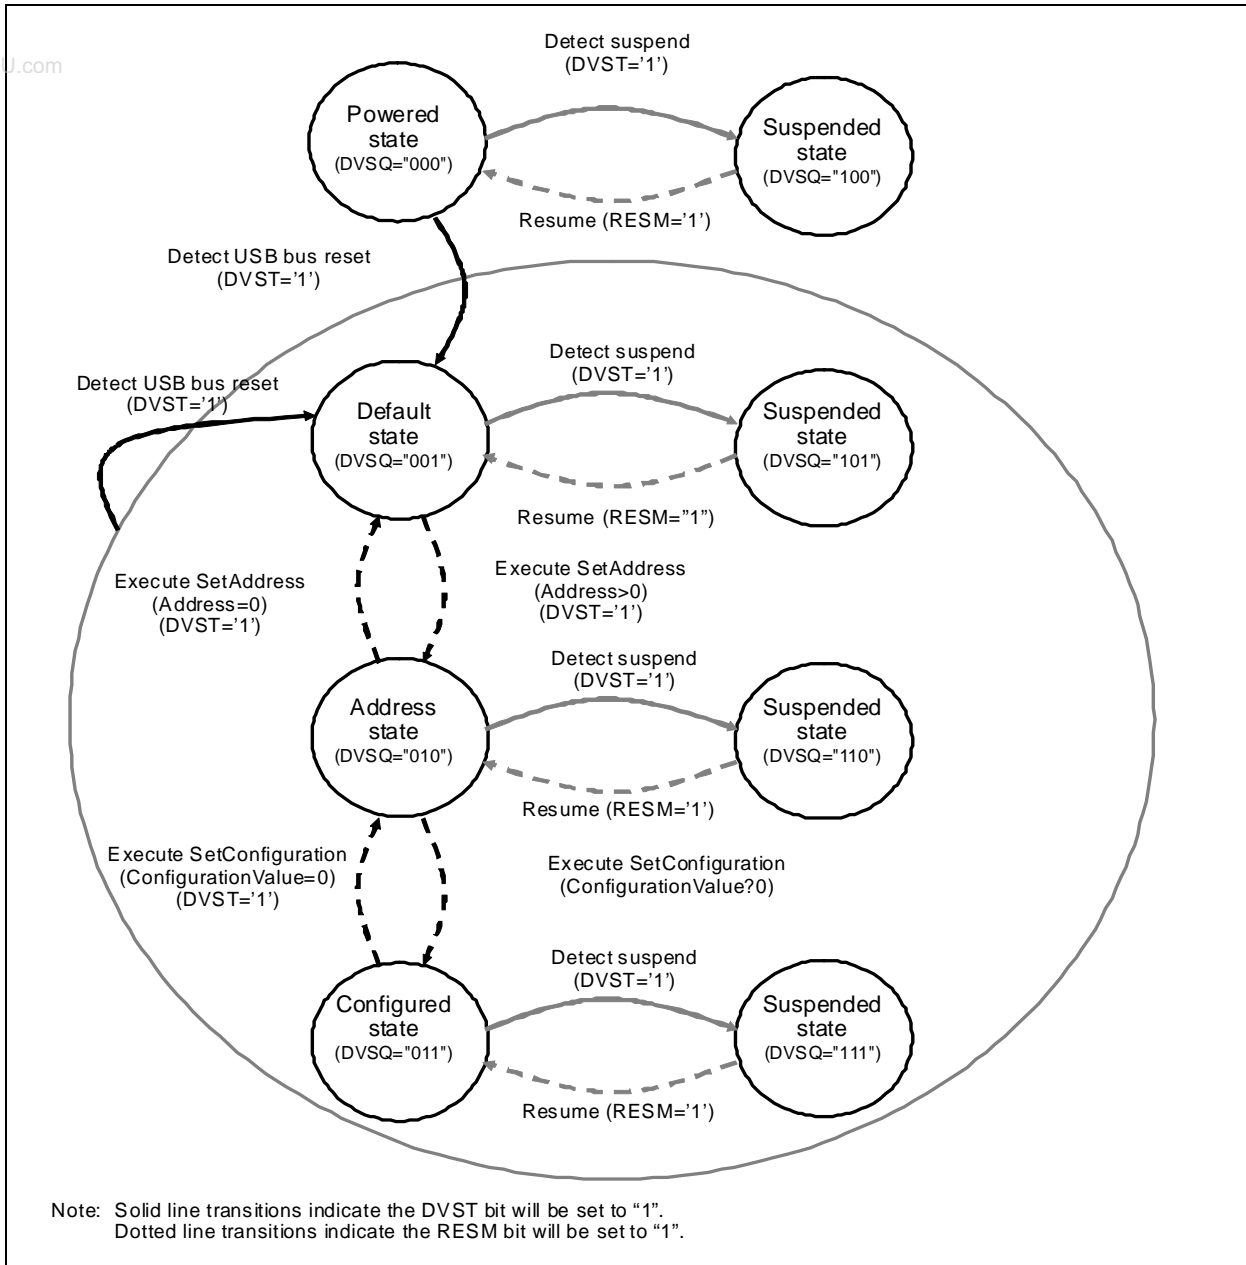 U.com
Detect suspend
(DVST='1')
Powered
state
(DVSQ="000")
Suspended
state
(DVSQ="100")
Resume (RESM='1')
Detect USB bus reset
(DVST='1')
Detect USB bus reset
(DVST='1')
Default
state
(DVSQ="001")
Detect suspend
(DVST='1')
Suspended
state
(DVSQ="101")
Resume (RESM="1")
Execute SetAddress
(Address=0)
(DVST='1')
Execute SetAddress
(Address>0)
(DVST='1')
Address
state
(DVSQ="010")
Detect suspend
(DVST='1')
Suspended
state
(DVSQ="110")
Resume (RESM='1')
Execute SetConfiguration
(ConfigurationValue=0)
(DVST='1')
Execute SetConfiguration
(ConfigurationValue?0)
Configured
state
(DVSQ="011")
Detect suspend
(DVST='1')
Suspended
state
(DVSQ="111")
Resume (RESM='1')
Note: Solid line transitions indicate the DVST bit will be set to “1”.
Dotted line transitions indicate the RESM bit will be set to “1”.